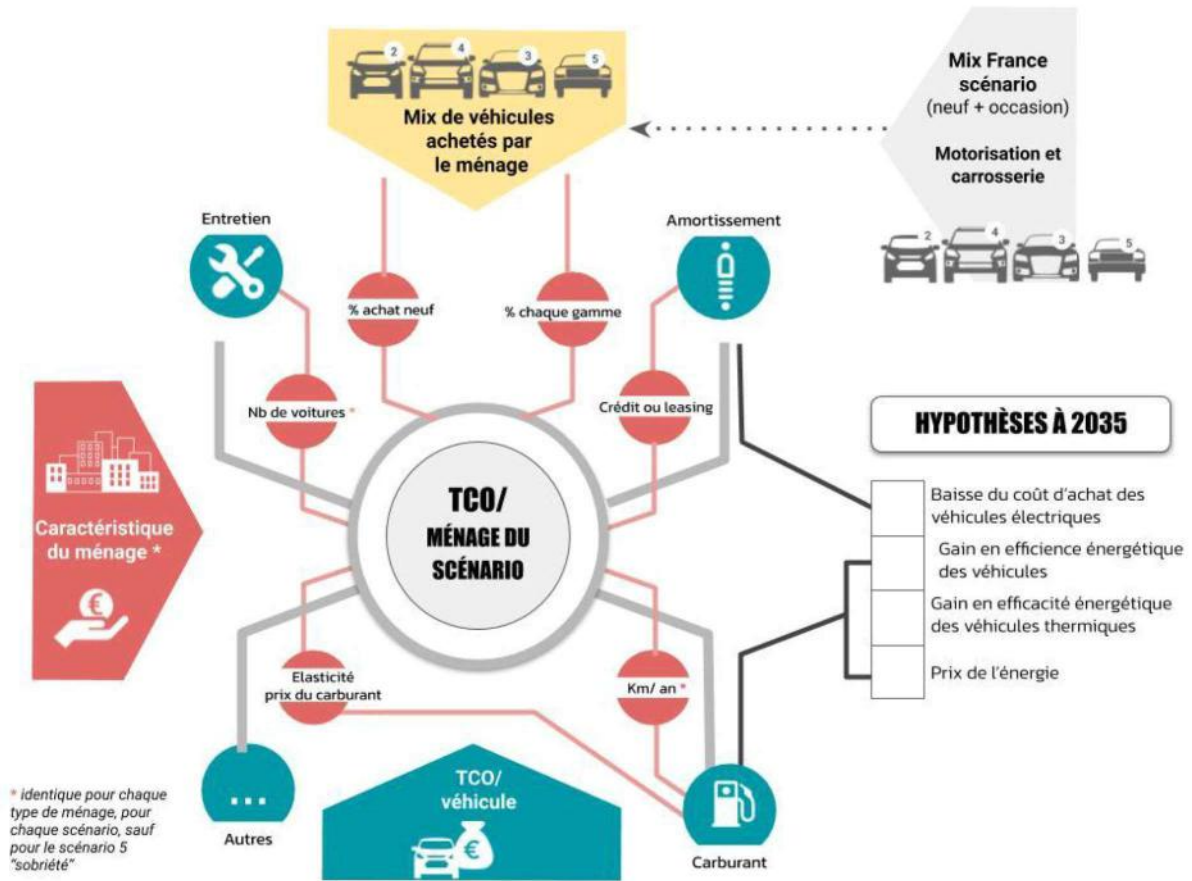 2
4
3
5
Mix de véhicules
achetés par
le ménage
Mix France
scénario
(neuf + occasion)
Motorisation et
carrosserie
2
4
3
5
Entretien
Amortissement
% achat neuf
% chaque gamme
Nb de voitures *
Crédit ou leasing
HYPOTHÈSES À 2035
Baisse du coût d'achat des
véhicules électriques
Gain en efficience énergétique
des véhicules
Gain en efficacité énergétique
des véhicules thermiques
Prix de l'énergie
Caractéristique
du ménage *
€
TCO/
MÉNAGE DU
SCÉNARIO
Elasticité
prix du carburant
Km/ an *
Autres
TCO/
véhicule
€
Carburant
* identique pour chaque
type de ménage, pour
chaque scénario, sauf
pour le scénario 5
"sobriété"